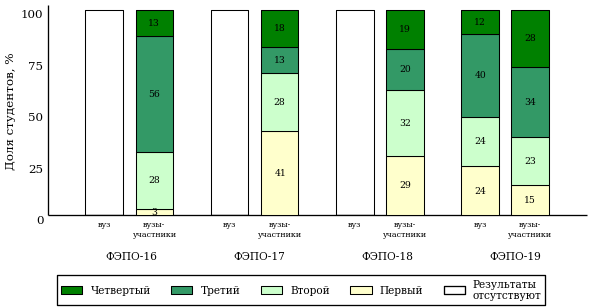 Доля студентов, %
100
75
50
25
0
13
56
28
3
18
13
28
41
19
20
32
29
12
40
24
24
28
34
23
15
вуз
вузы-
участники
вуз
вузы-
участники
вуз
вузы-
участники
вуз
вузы-
участники
ФЭПО-16
ФЭПО-17
ФЭПО-18
ФЭПО-19
Четвертый
Третий
Второй
Первый
Результаты
отсутствуют